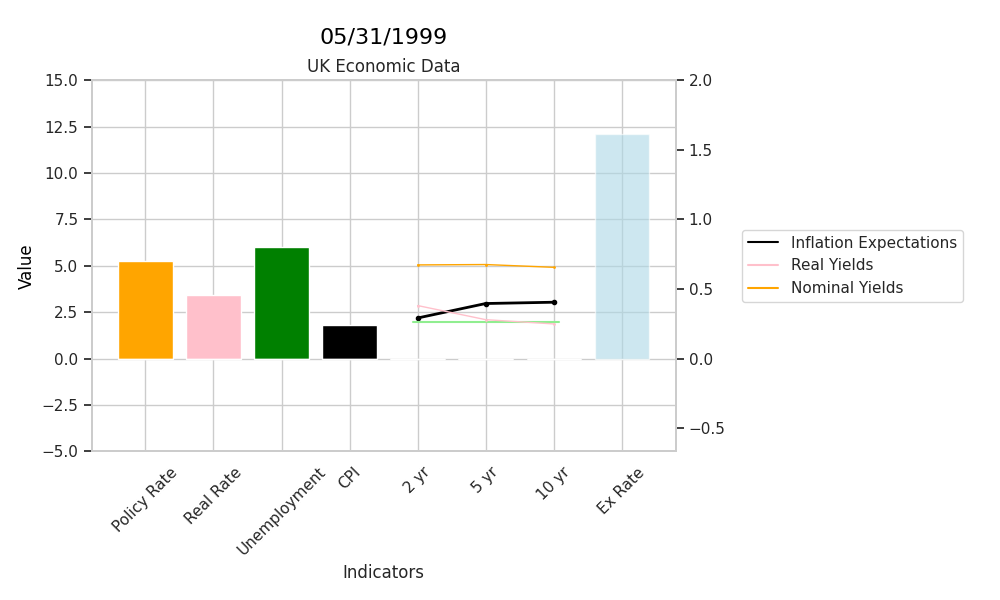 05/31/1999
UK Economic Data
15.0
12.5
10.0
7.5
5.0
2.5
0.0
−2.5
−5.0
Value
2.0
1.5
1.0
0.5
0.0
−0.5
Inflation Expectations
Real Yields
Nominal Yields
Policy Rate
Real Rate
Unemployment
CPI
2 yr
5 yr
10 yr
Ex Rate
Indicators